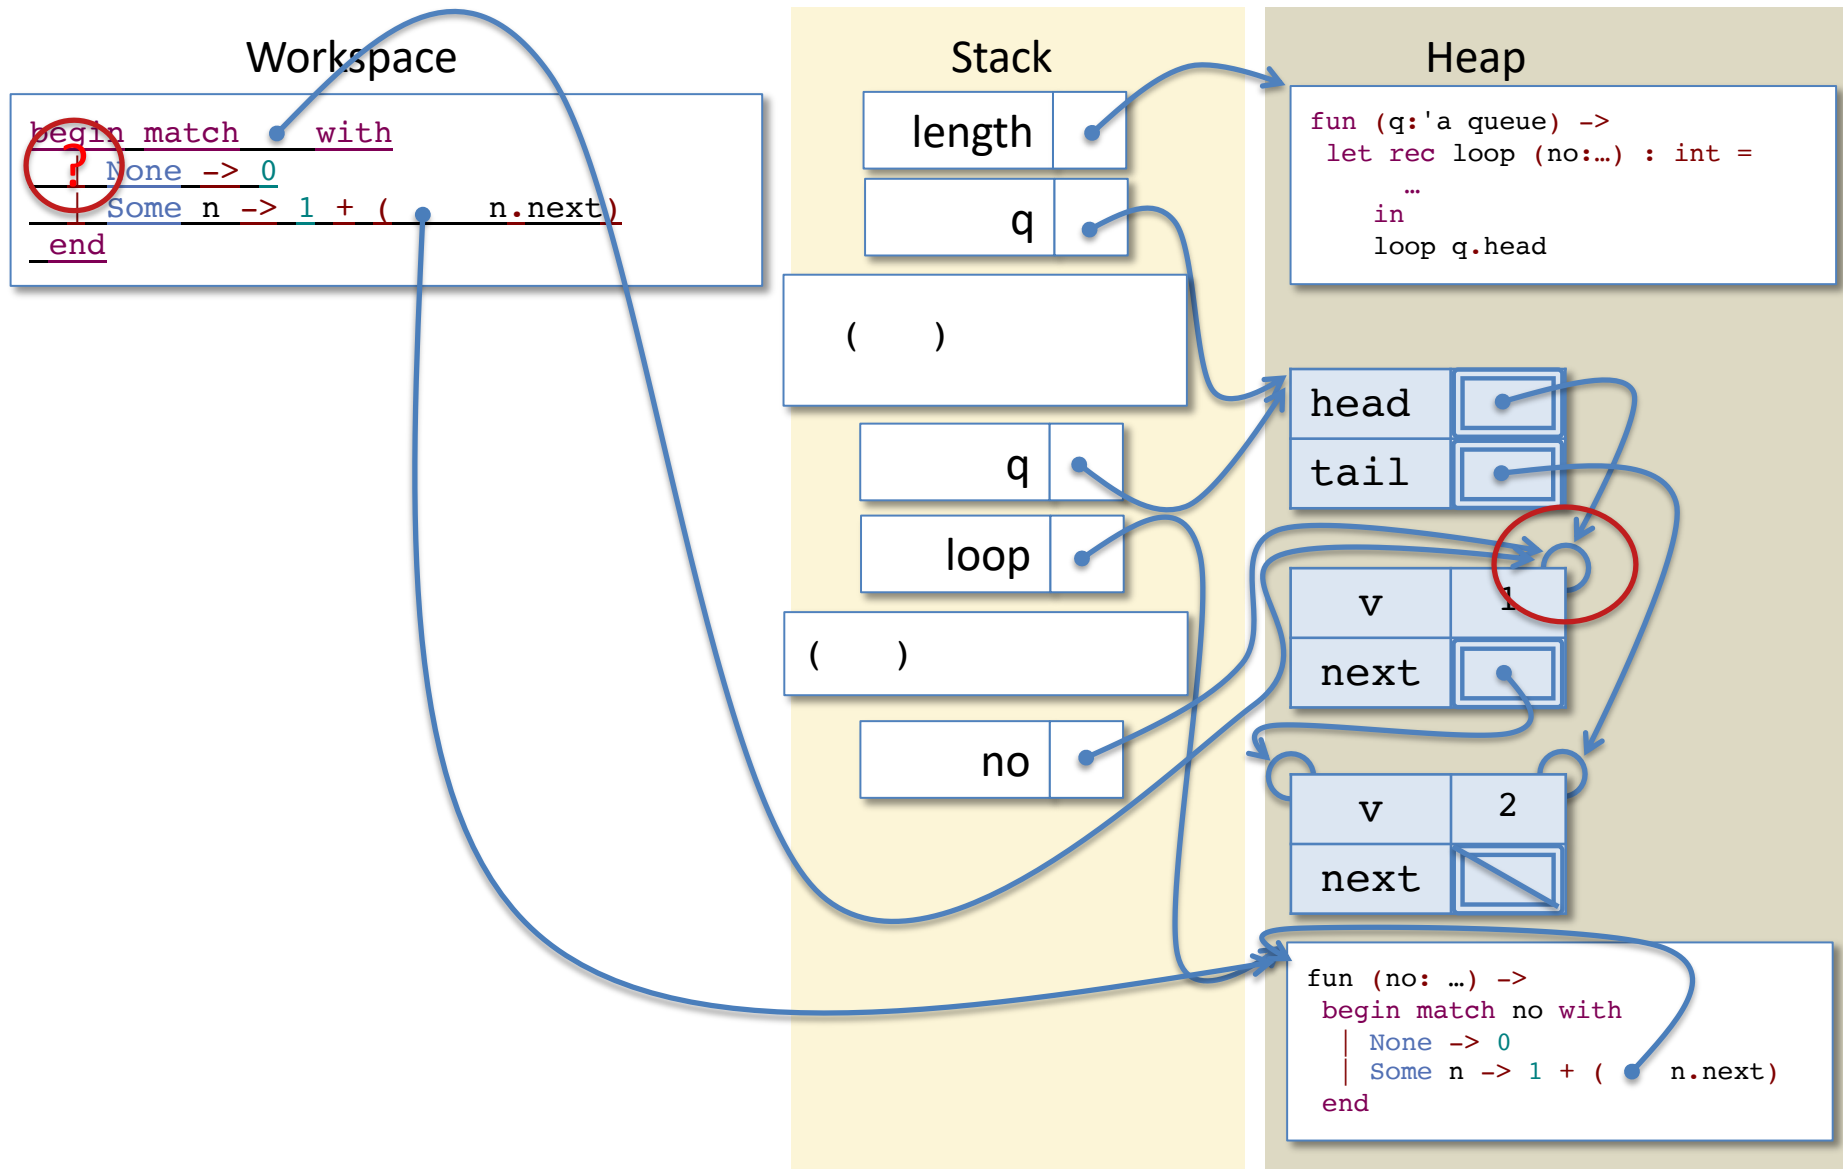 Workspace
begin match with
? | None -> 0
| Some n -> 1 + ( n.next)
end
Stack
length
q
( )
q
loop
( )
no
Heap
fun (q:'a queue) ->
let rec loop (no:…) : int =
…
in
loop q.head
head
tail
v 1
next
v 2
next
fun (no: …) ->
begin match no with
| None -> 0
| Some n -> 1 + ( n.next)
end